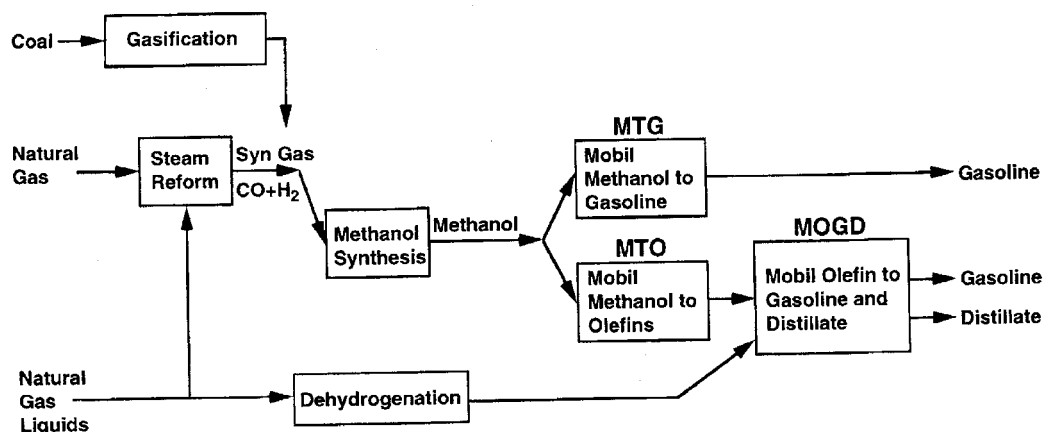 Coal
Gasification
Natural
Gas
Steam
Reform
Syn Gas
CO+H₂
Methanol
Synthesis
Methanol
MTG
Mobil
Methanol to
Gasoline
Gasoline
MTO
Mobil
Methanol to
Olefins
MOGD
Mobil Olefin to
Gasoline and
Distillate
Gasoline
Distillate
Natural
Gas
Liquids
Dehydrogenation